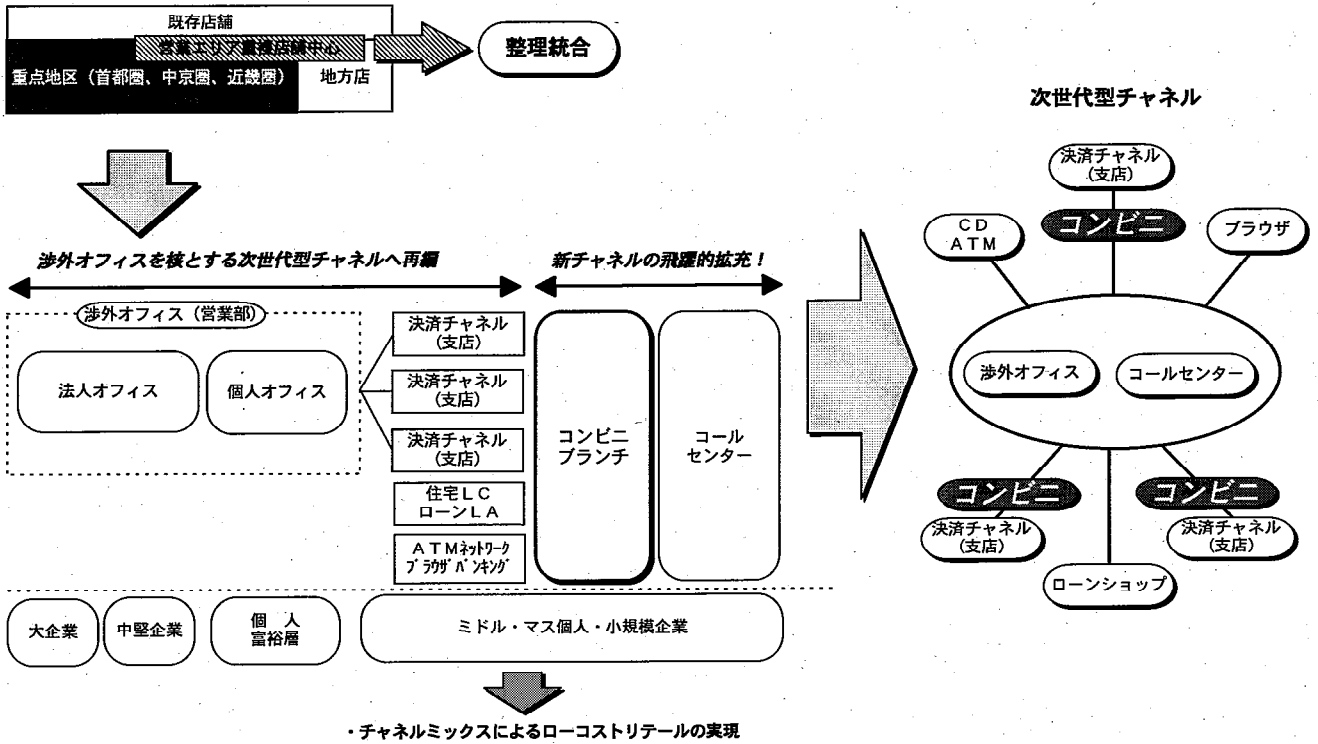 既存店舗
営業エリア重複店舗中心
重点地区（首都圏、中京圏、近畿圏）
地方店
整理統合
渉外オフィスを核とする次世代型チャネルへ再編
新チャネルの飛躍的拡充！
渉外オフィス（営業部）
法人オフィス
個人オフィス
決済チャネル
（支店）
決済チャネル
（支店）
決済チャネル
（支店）
住宅ＬＣ
ローンＬＡ
ＡＴＭﾈｯﾄﾜｰｸ
ﾌﾞﾗｳｻﾞﾊﾞﾝｷﾝｸﾞ
コンビニ
ブランチ
コール
センター
大企業
中堅企業
個　人
富裕層
ミドル・マス個人・小規模企業
・チャネルミックスによるローコストリテールの実現
次世代型チャネル
決済チャネル
（支店）
コンビニ
ＣＤ
ＡＴＭ
ブラウザ
渉外オフィス
コールセンター
コンビニ
決済チャネル
（支店）
コンビニ
決済チャネル
（支店）
ローンショップ